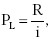 P_L = R/i,